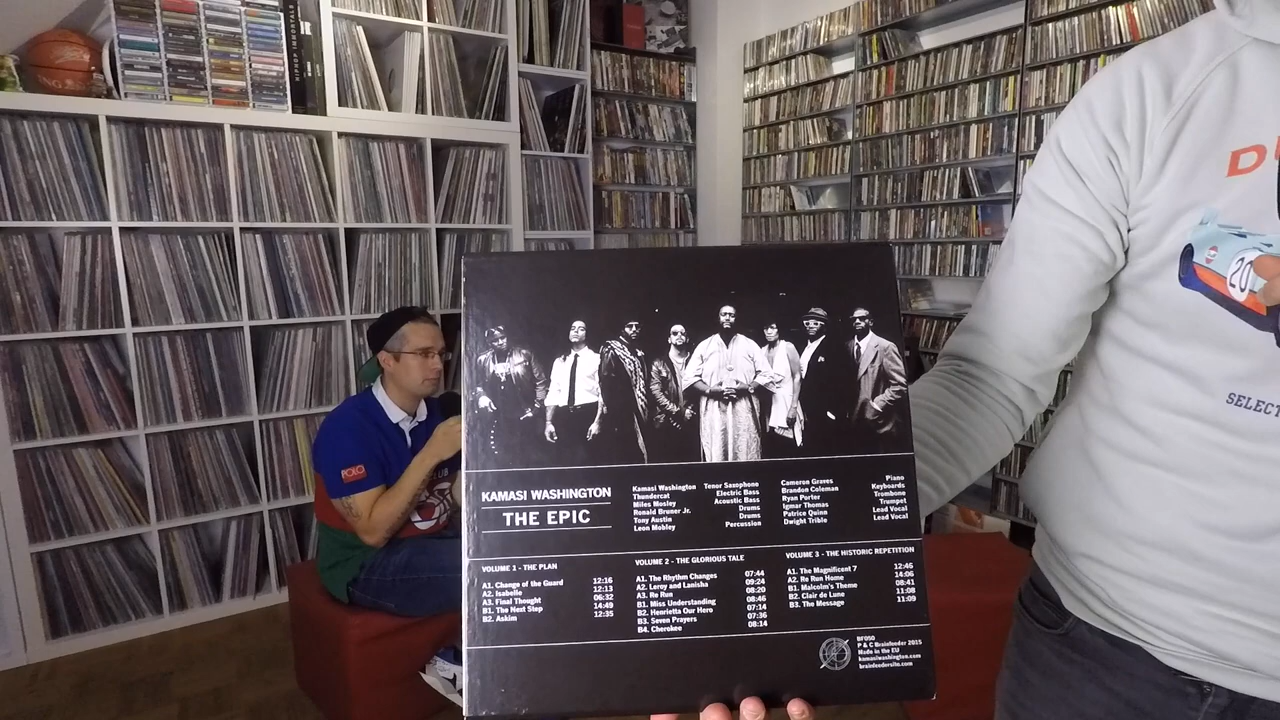 HIPHOP IMMORTALS
POLO
D
20
SELECT
KAMASI WASHINGTON
THE EPIC
Kamasi Washington Tenor Saxophone
Thundercat Electric Bass
Miles Mosley Acoustic Bass
Ronald Bruner Jr. Drums
Tony Austin Drums
Leon Mobley Percussion
Cameron Graves Piano
Brandon Coleman Keyboards
Ryan Porter Trombone
Igmar Thomas Trumpet
Patrice Quinn Lead Vocal
Dwight Trible Lead Vocal
VOLUME 1 - THE PLAN
A1. Change of the Guard 12:16
A2. Isabelle 12:13
A3. Final Thought 06:32
B1. The Next Step 14:49
B2. Askim 12:35
VOLUME 2 - THE GLORIOUS TALE
A1. The Rhythm Changes 07:44
A2. Leroy and Lanisha 09:24
A3. Re Run 08:20
B1. Miss Understanding 08:46
B2. Henrietta Our Hero 07:14
B3. Seven Prayers 07:36
B4. Cherokee 08:14
VOLUME 3 - THE HISTORIC REPETITION
A1. The Magnificent 7 12:46
A2. Re Run Home 14:06
B1. Malcolm's Theme 08:41
B2. Clair de Lune 11:08
B3. The Message 11:09
BF050
P & C Brainfeeder 2015
Made in the EU
kamasiwashington.com
brainfeedersite.com